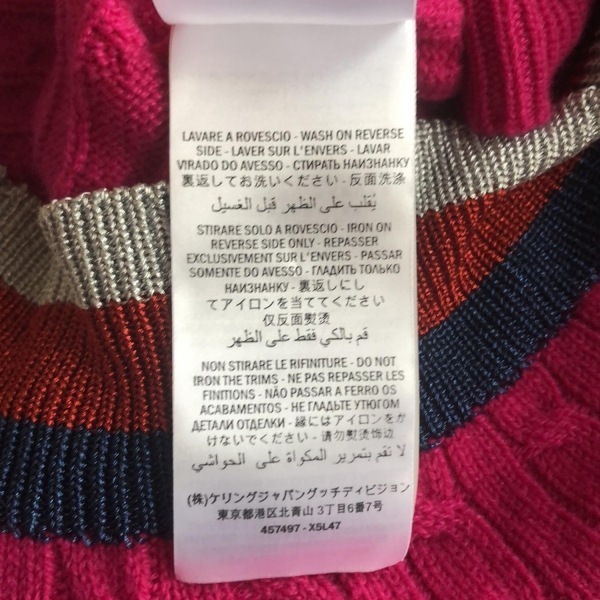 LAVARE A ROVESCIO - WASH ON REVERSE
SIDE - LAVER SUR L'ENVERS - LAVAR
VIRADO DO AVESSO - СТИРАТЬ НАИЗНАНКУ
裏返してお洗いください - 反面洗涤
يُقلب على الظهر قبل الغسيل
STIRARE SOLO A ROVESCIO - IRON ON
REVERSE SIDE ONLY - REPASSER
EXCLUSIVEMENT SUR L'ENVERS - PASSAR
SOMENTE DO AVESSO - ГЛАДИТЬ ТОЛЬКО
НАИЗНАНКУ - 裏返しにし
てアイロンを当ててください
仅反面熨烫
قم بالكي فقط على الظهر
NON STIRARE LE RIFINITURE - DO NOT
IRON THE TRIMS - NE PAS REPASSER LES
FINITIONS - NÃO PASSAR A FERRO OS
ACABAMENTOS - НЕ ГЛАДЬТЕ УТЮГОМ
ДЕТАЛИ ОТДЕЛКИ - 縁にはアイロンをか
けないでください - 请勿熨烫饰边
لا تقم بتمرير المكواة على الحواشي
(株)ケリングジャパングッチディビジョン
東京都港区北青山3丁目6番7号
457497 - X5L47